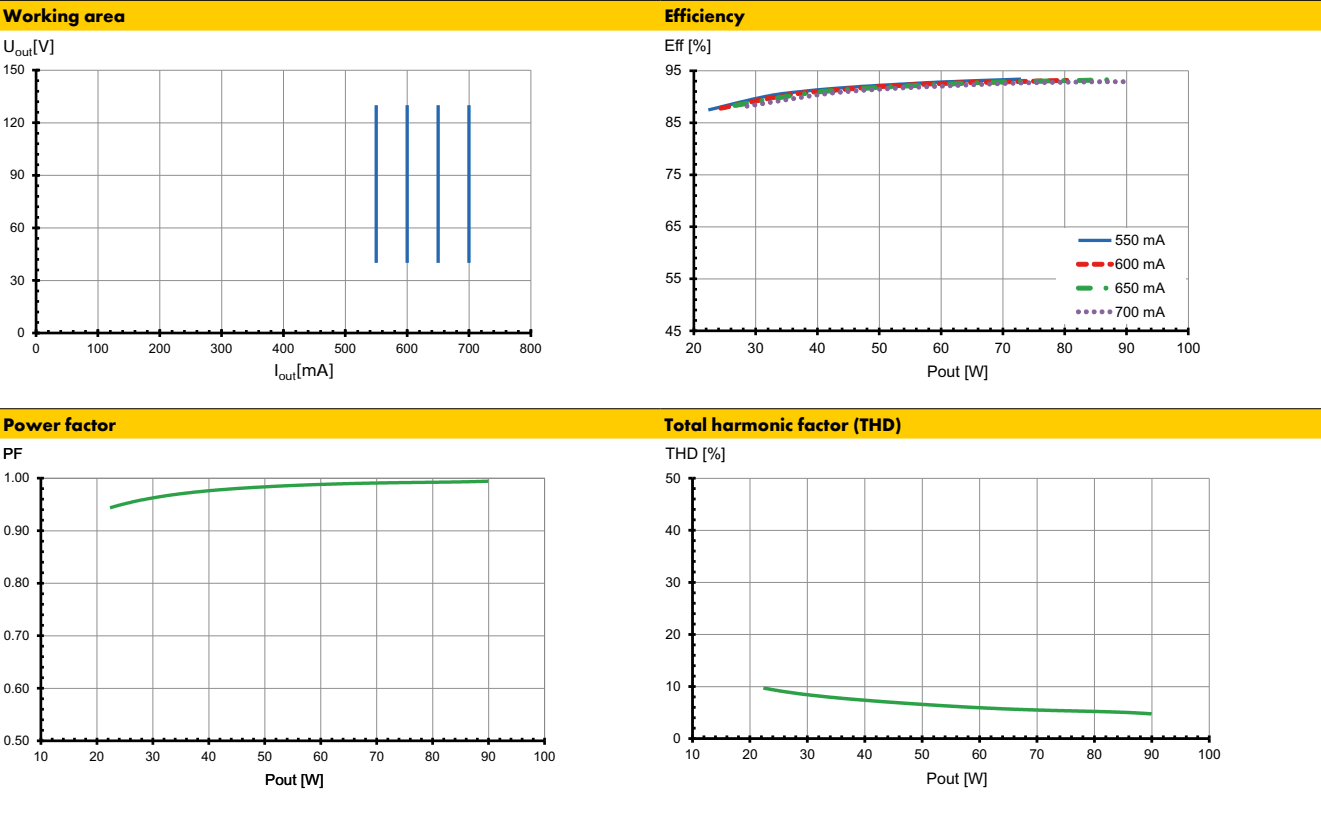 Working area
U_out[V]
150
120
90
60
30
0
0 100 200 300 400 500 600 700 800
I_out[mA]
Efficiency
Eff [%]
95
85
75
65
55
45
550 mA
600 mA
650 mA
700 mA
20 30 40 50 60 70 80 90 100
Pout [W]
Power factor
PF
1.00
0.90
0.80
0.70
0.60
0.50
10 20 30 40 50 60 70 80 90 100
Pout [W]
Total harmonic factor (THD)
THD [%]
50
40
30
20
10
0
10 20 30 40 50 60 70 80 90 100
Pout [W]